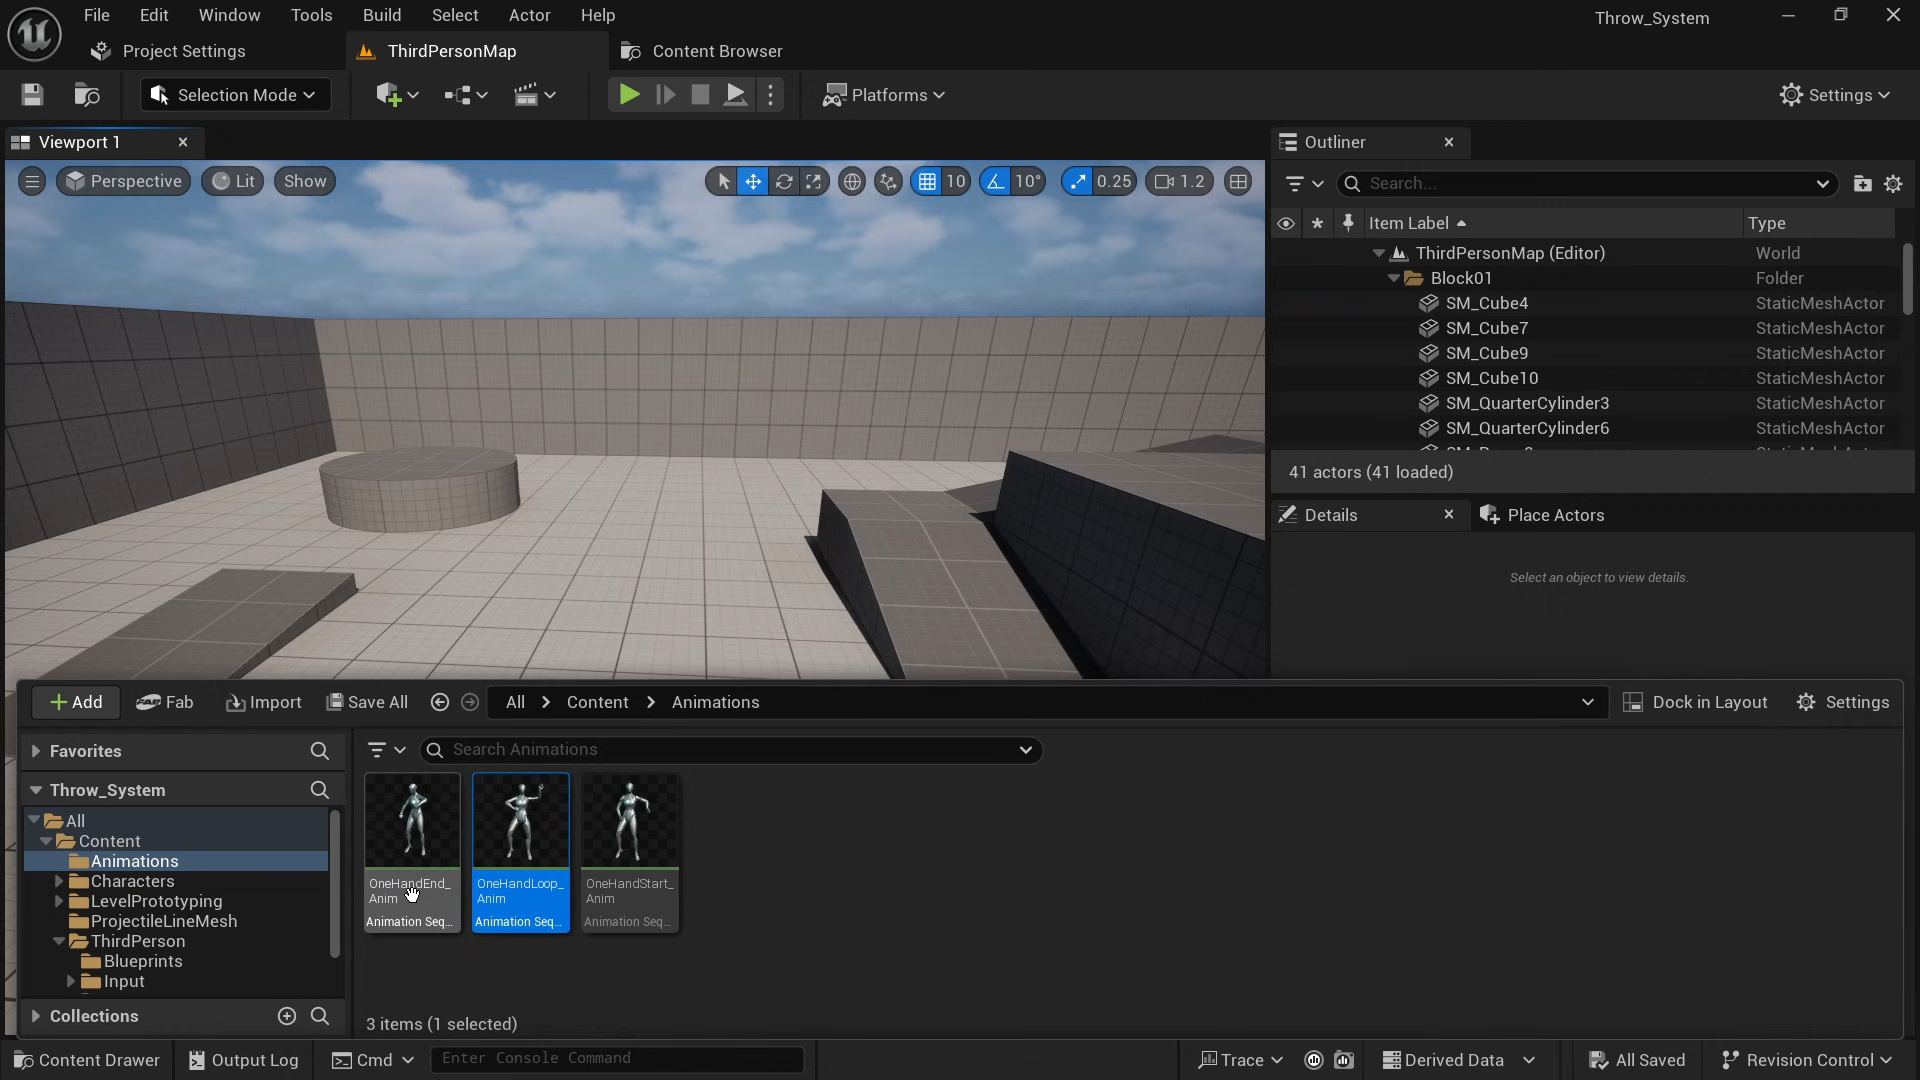 File Edit Window Tools Build Select Actor Help Throw_System
Project Settings ThirdPersonMap Content Browser
Selection Mode Platforms Settings
Viewport 1 Outliner
Perspective Lit Show 10 10° 0.25 1.2 Search...
Item Label Type
ThirdPersonMap (Editor) World
Block01 Folder
SM_Cube4 StaticMeshActor
SM_Cube7 StaticMeshActor
SM_Cube9 StaticMeshActor
SM_Cube10 StaticMeshActor
SM_QuarterCylinder3 StaticMeshActor
SM_QuarterCylinder6 StaticMeshActor
41 actors (41 loaded)
Details Place Actors
Select an object to view details.
Add Fab Import Save All All Content Animations Dock in Layout Settings
Favorites Search Animations
Throw_System
All
Content
Animations
Characters
LevelPrototyping
ProjectileLineMesh
ThirdPerson
Blueprints
Input
Collections
OneHandEnd_
Anim
Animation Seq...
OneHandLoop_
Anim
Animation Seq...
OneHandStart_
Anim
Animation Seq...
3 items (1 selected)
Content Drawer Output Log Cmd Enter Console Command Trace Derived Data All Saved Revision Control